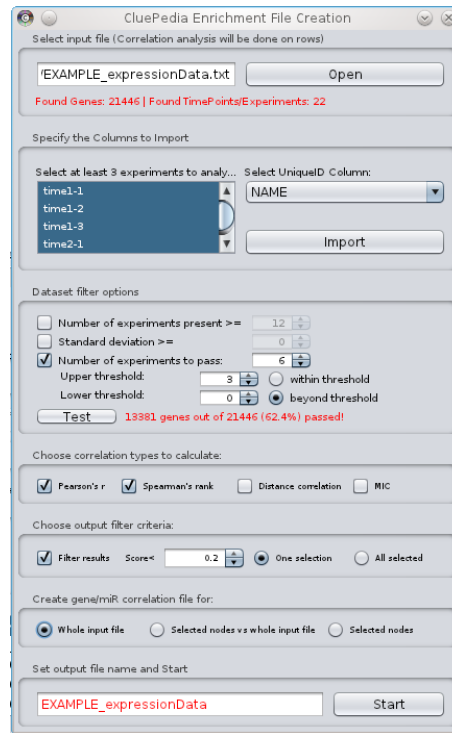 CluePedia Enrichment File Creation
Select input file (Correlation analysis will be done on rows)
'EXAMPLE_expressionData.txt Open
Found Genes: 21446 | Found TimePoints/Experiments: 22
Specify the Columns to Import
Select at least 3 experiments to analy... Select UniqueID Column:
time1-1 NAME
time1-2
time1-3
time2-1 Import
Dataset filter options
Number of experiments present >= 12
Standard deviation >= 0
Number of experiments to pass: 6
Upper threshold: 3 within threshold
Lower threshold: 0 beyond threshold
Test 13381 genes out of 21446 (62.4%) passed!
Choose correlation types to calculate:
Pearson's r Spearman's rank Distance correlation MIC
Choose output filter criteria:
Filter results Score< 0.2 One selection All selected
Create gene/miR correlation file for:
Whole input file Selected nodes vs whole input file Selected nodes
Set output file name and Start
EXAMPLE_expressionData Start